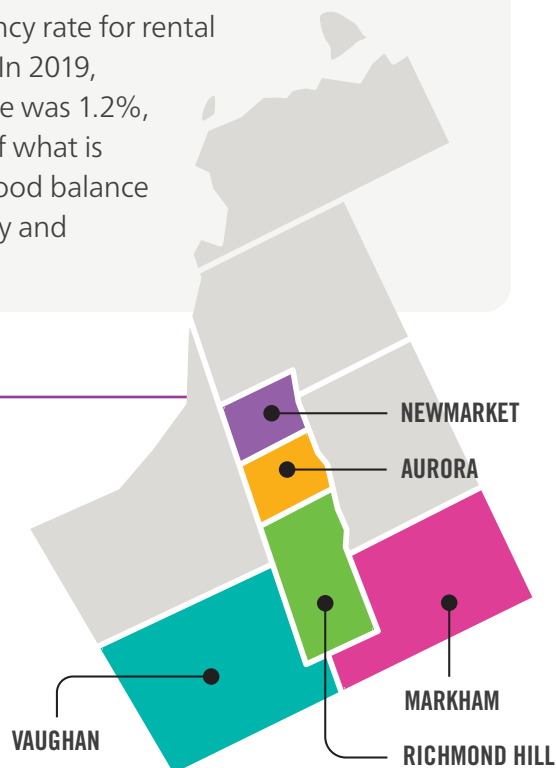 ncy rate for rental
In 2019,
e was 1.2%,
f what is
ood balance
y and
NEWMARKET
AURORA
MARKHAM
VAUGHAN
RICHMOND HILL